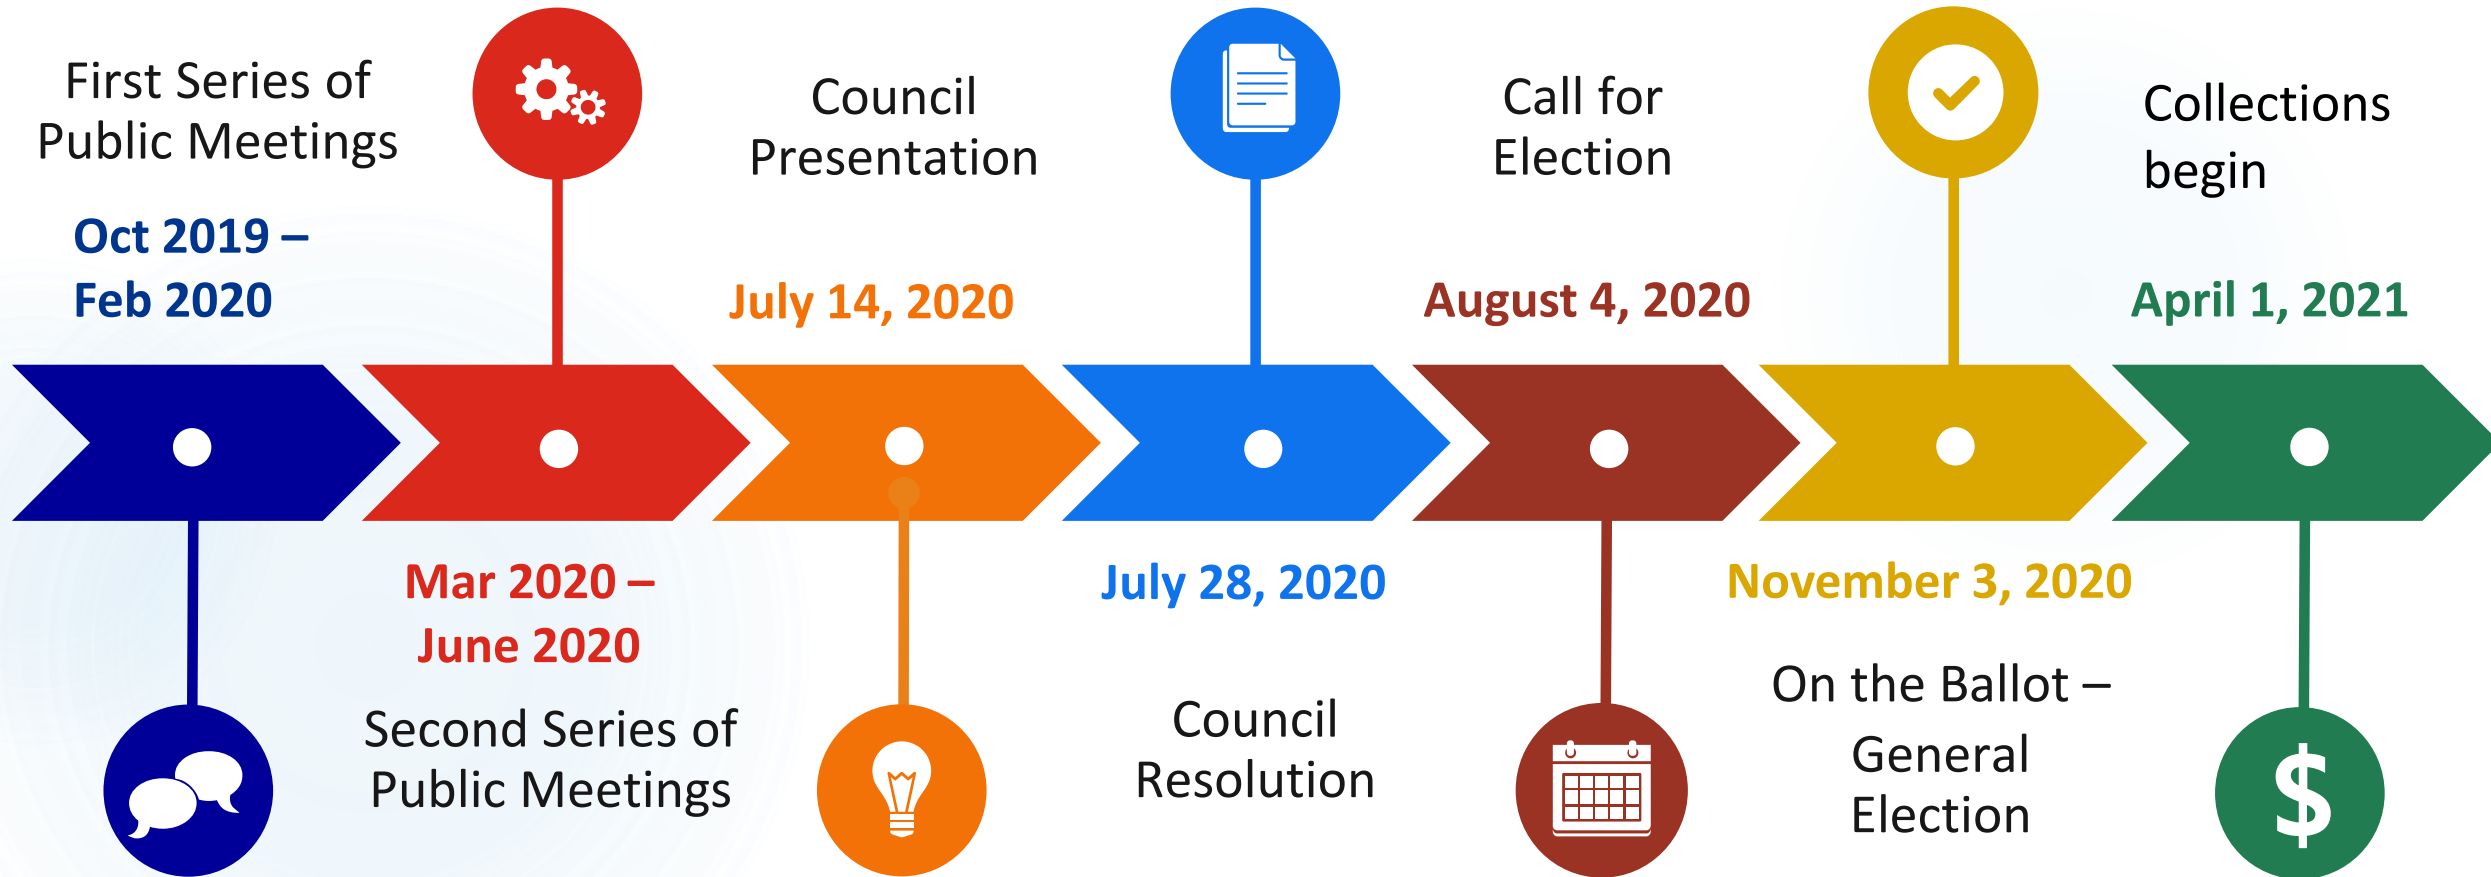 First Series of
Public Meetings
Oct 2019 –
Feb 2020
Mar 2020 –
June 2020
Second Series of
Public Meetings
Council
Presentation
July 14, 2020
July 28, 2020
Council
Resolution
Call for
Election
August 4, 2020
November 3, 2020
On the Ballot –
General
Election
Collections
begin
April 1, 2021
$